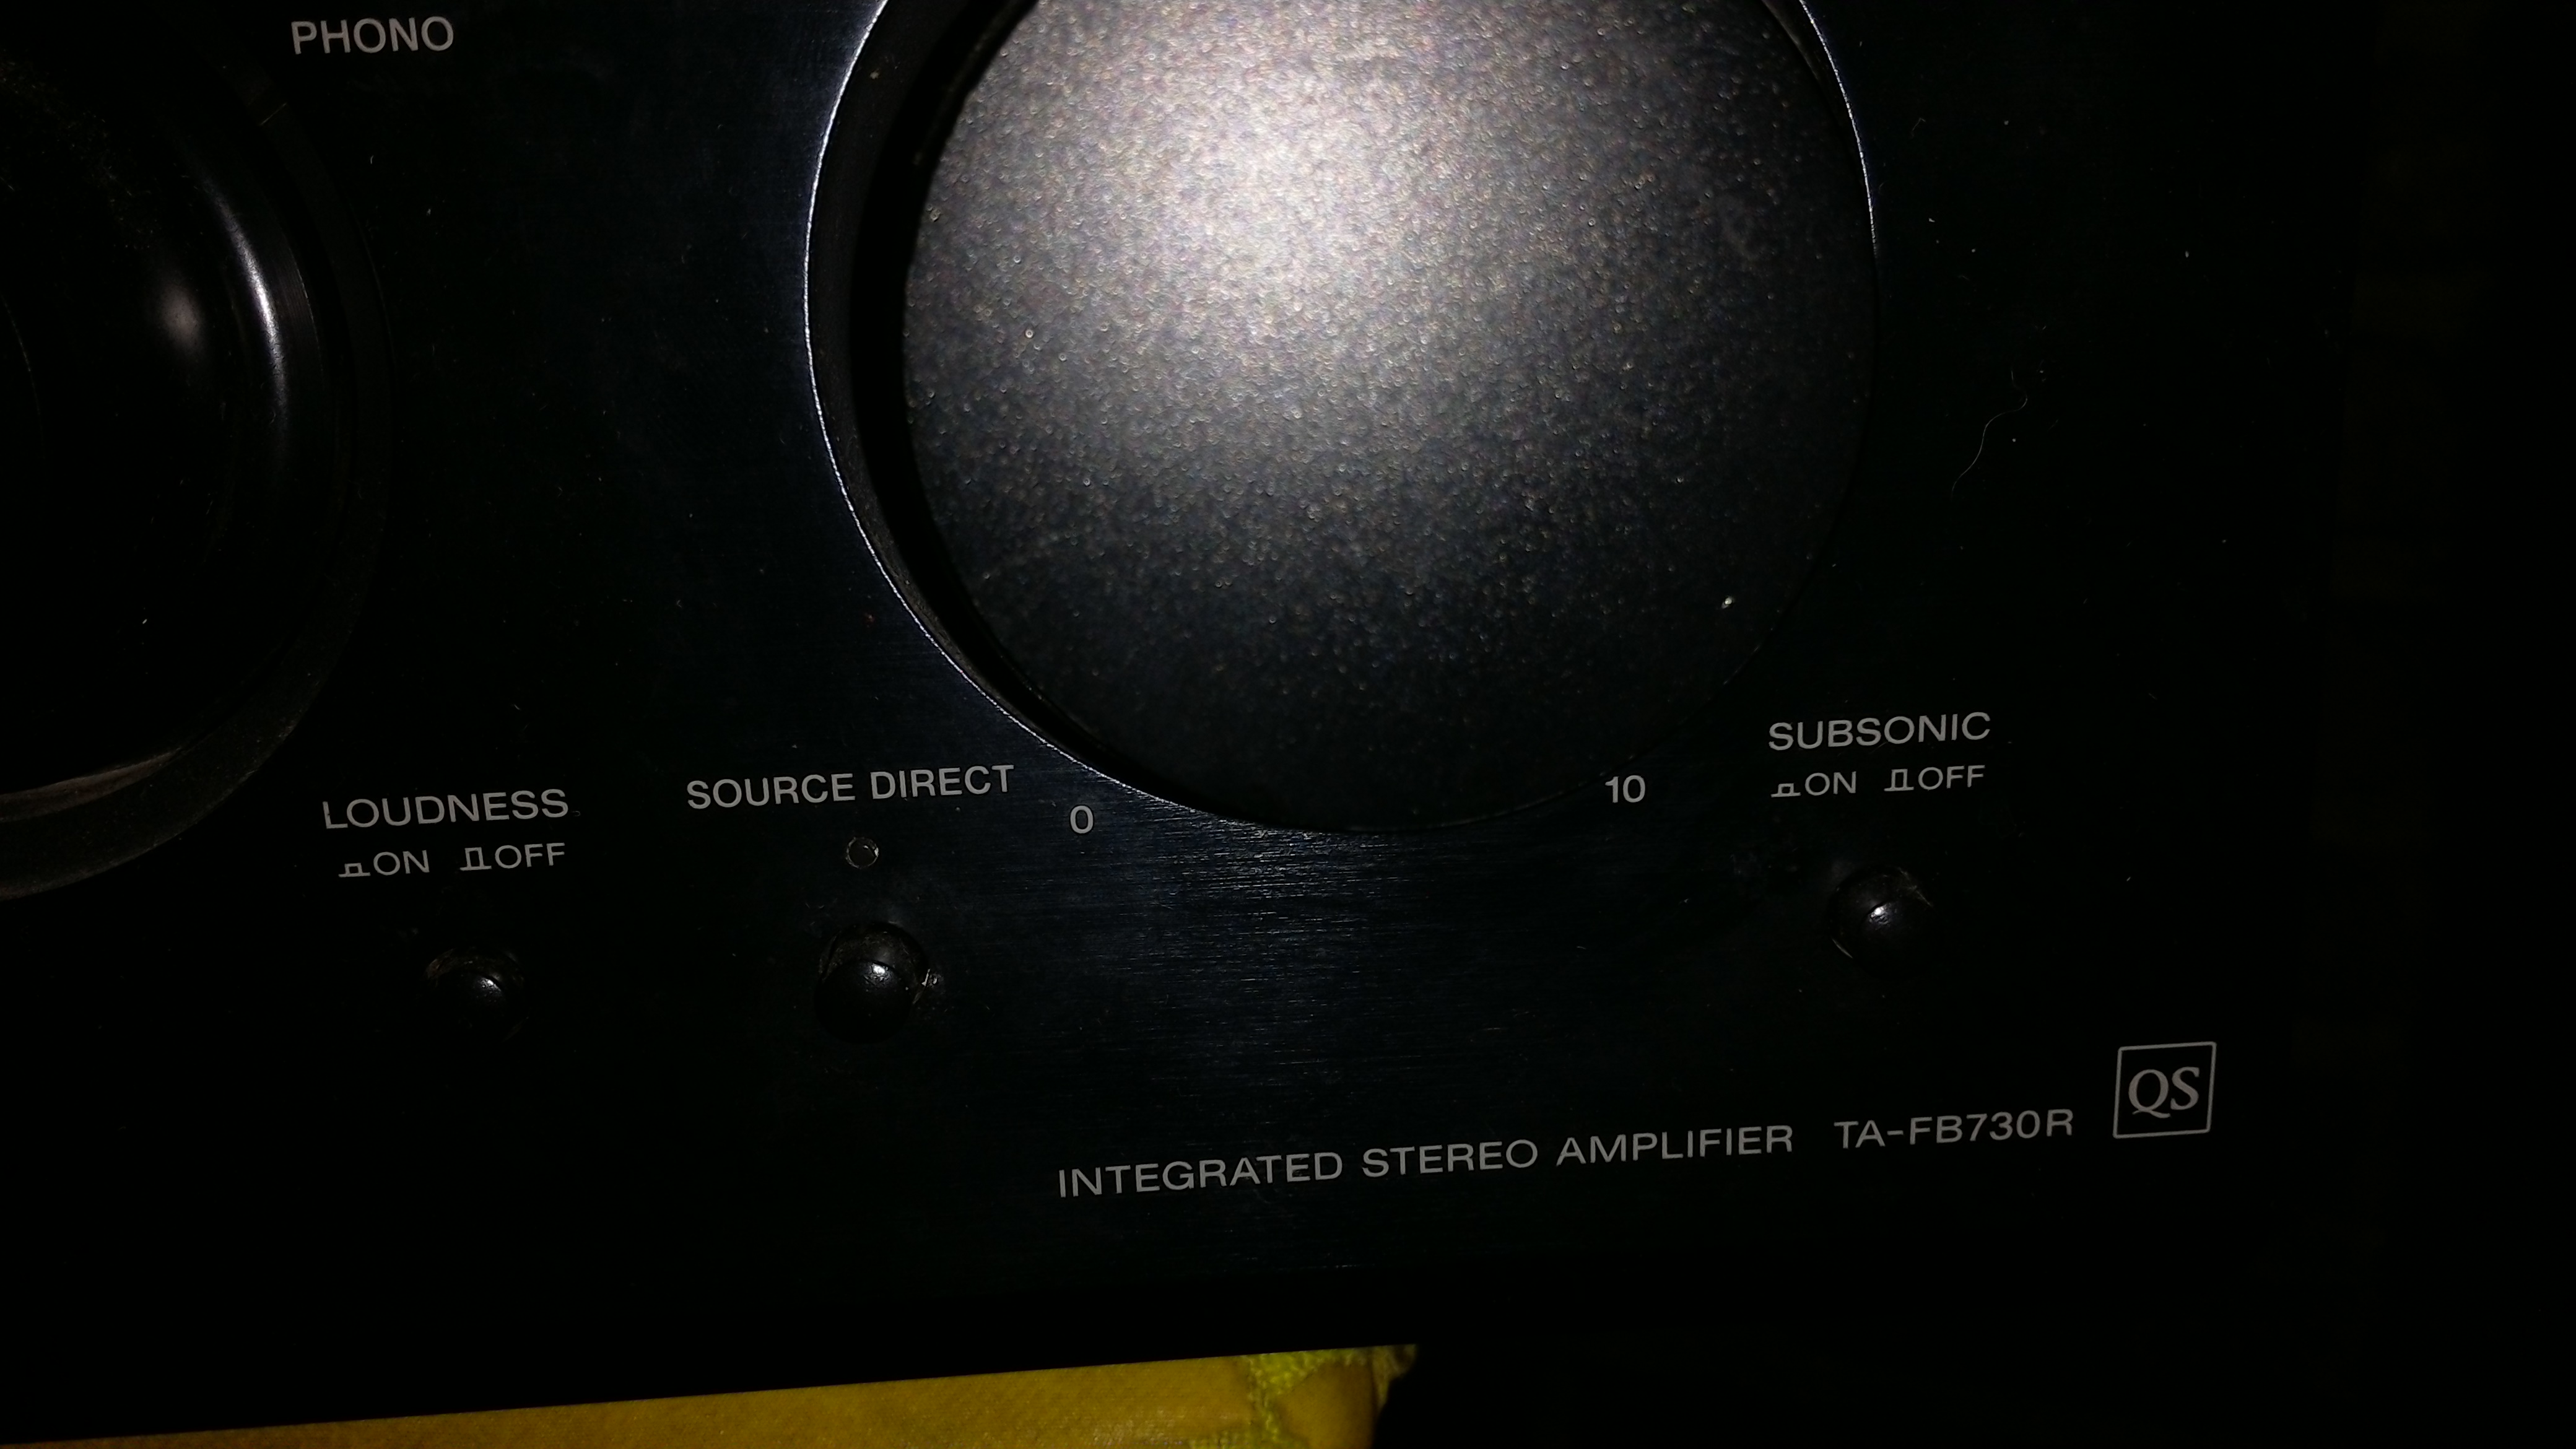 PHONO
LOUDNESS
ON OFF
SOURCE DIRECT
0
10
SUBSONIC
ON OFF
INTEGRATED STEREO AMPLIFIER TA-FB730R
QS